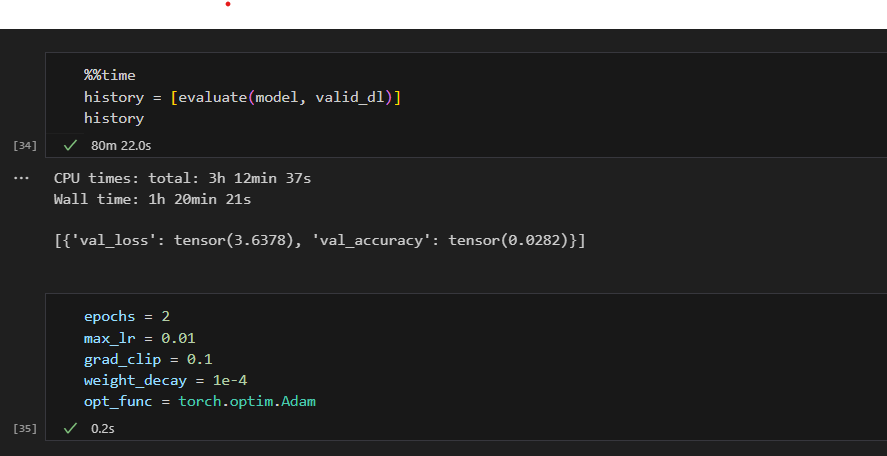 %%time
history = [evaluate(model, valid_dl)]
history
[34]
80m 22.0s
CPU times: total: 3h 12min 37s
Wall time: 1h 20min 21s
[{'val_loss': tensor(3.6378), 'val_accuracy': tensor(0.0282)}]
epochs = 2
max_lr = 0.01
grad_clip = 0.1
weight_decay = 1e-4
opt_func = torch.optim.Adam
[35]
0.2s